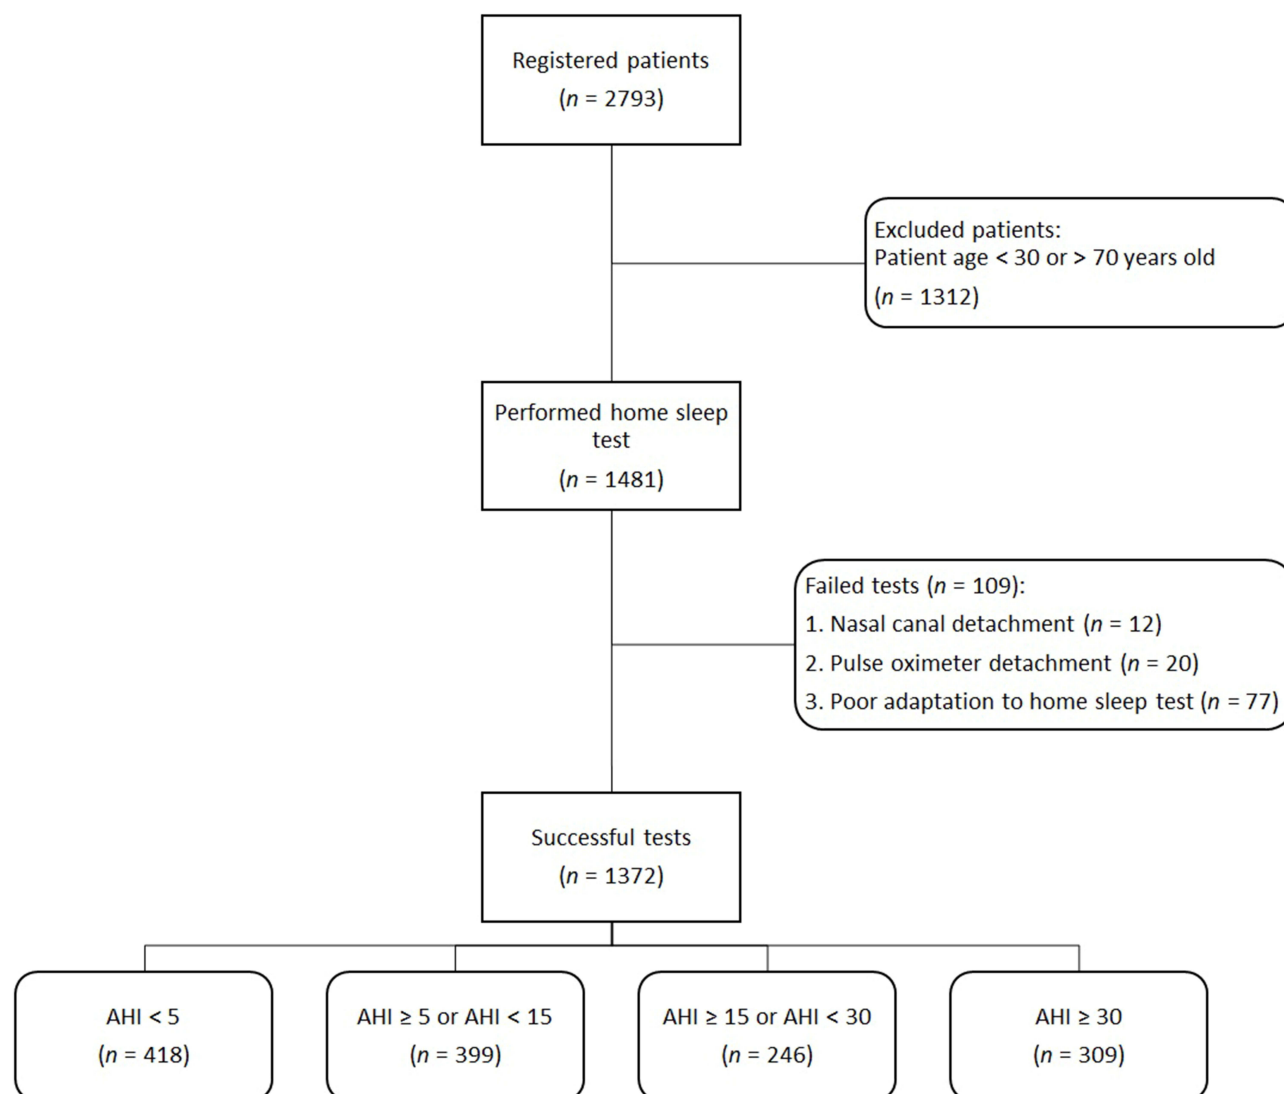 Registered patients
(n = 2793)
Excluded patients:
Patient age < 30 or > 70 years old
(n = 1312)
Performed home sleep
test
(n = 1481)
Failed tests (n = 109):
1. Nasal canal detachment (n = 12)
2. Pulse oximeter detachment (n = 20)
3. Poor adaptation to home sleep test (n = 77)
Successful tests
(n = 1372)
AHI < 5
(n = 418)
AHI ≥ 5 or AHI < 15
(n = 399)
AHI ≥ 15 or AHI < 30
(n = 246)
AHI ≥ 30
(n = 309)